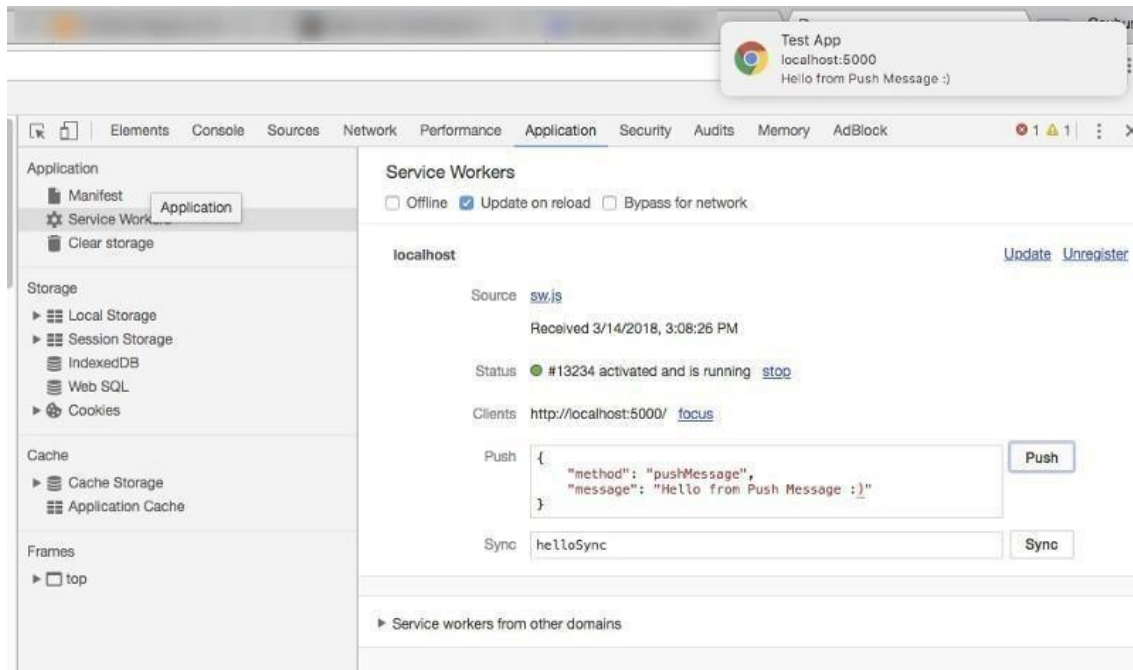 Test App
localhost:5000
Hello from Push Message :)
Elements Console Sources Network Performance Application Security Audits Memory AdBlock 1 1
Application
Manifest
Service Workers
Application
Clear storage
Storage
Local Storage
Session Storage
IndexedDB
Web SQL
Cookies
Cache
Cache Storage
Application Cache
Frames
top
Service Workers
Offline Update on reload Bypass for network
localhost Update Unregister
Source sw.js
Received 3/14/2018, 3:08:26 PM
Status #13234 activated and is running stop
Clients http://localhost:5000/ focus
Push {
"method": "pushMessage",
"message": "Hello from Push Message :)"
}
Push
Sync helloSync Sync
Service workers from other domains